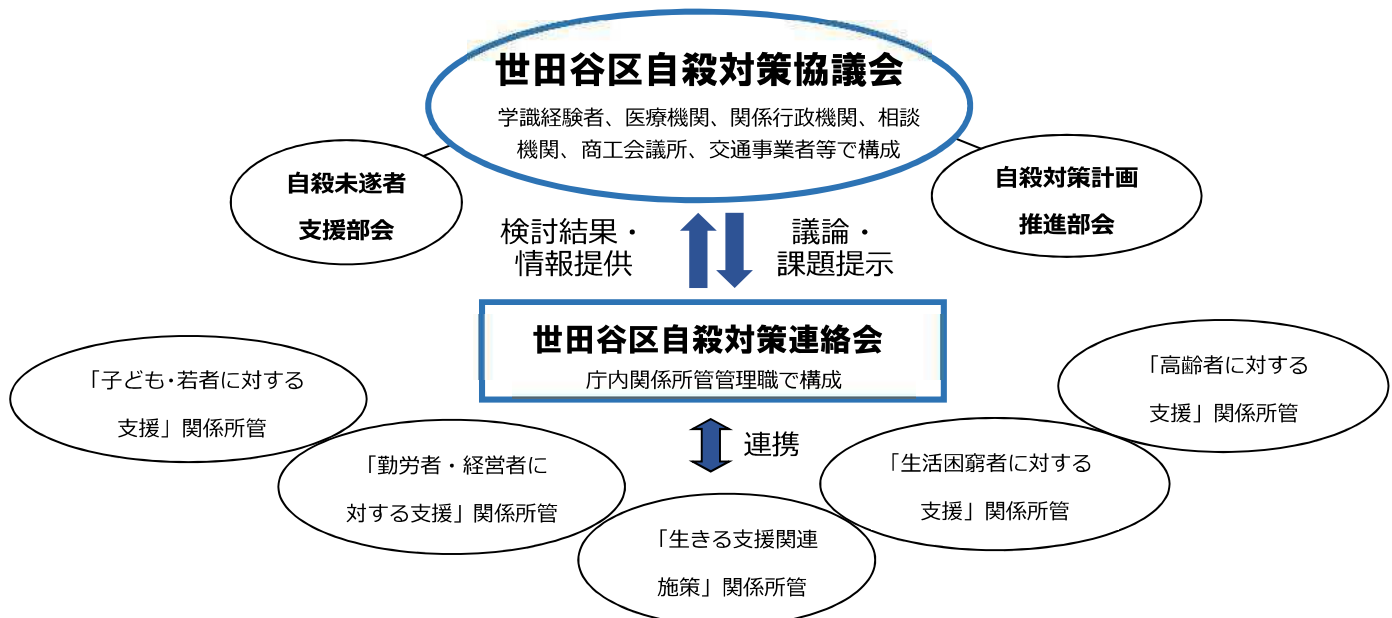 世田谷区自殺対策協議会
学識経験者、医療機関、関係行政機関、相談
機関、商工会議所、交通事業者等で構成
自殺未遂者
支援部会
自殺対策計画
推進部会
検討結果・
情報提供
議論・
課題提示
世田谷区自殺対策連絡会
庁内関係所管管理職で構成
連携
「子ども・若者に対する
支援」関係所管
「勤労者・経営者に
対する支援」関係所管
「生きる支援関連
施策」関係所管
「生活困窮者に対する
支援」関係所管
「高齢者に対する
支援」関係所管